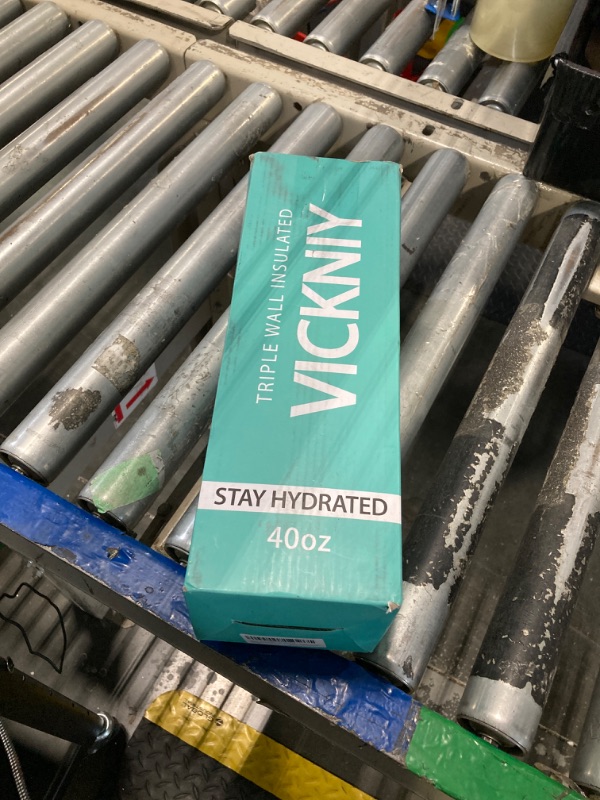 TRIPLE WALL INSULATED
VICKNIY
STAY HYDRATED
40oz